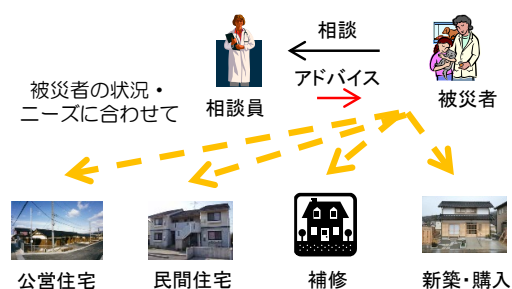 相談
アドバイス
相談員
被災者
被災者の状況・
ニーズに合わせて
公営住宅
民間住宅
補修
新築・購入